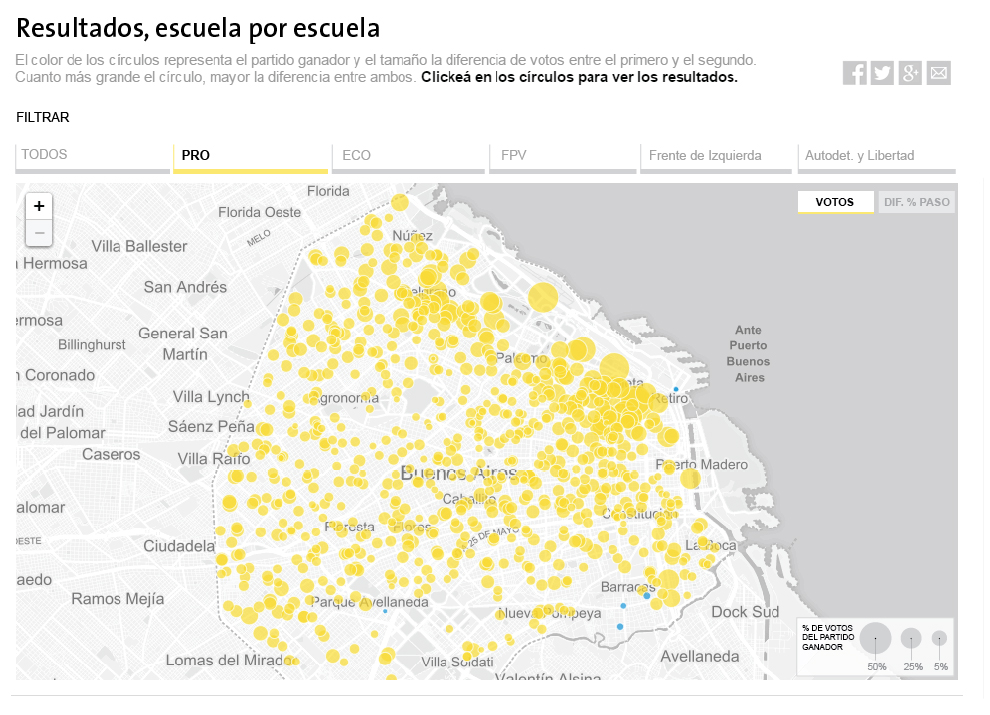 Resultados, escuela por escuela
El color de los círculos representa el partido ganador y el tamaño la diferencia de votos entre el primero y el segundo.
Cuanto más grande el círculo, mayor la diferencia entre ambos. Clickeá en los círculos para ver los resultados.
FILTRAR
TODOS
PRO
ECO
FPV
Frente de Izquierda
Autodet. y Libertad
+
−
VOTOS
DIF. % PASO
Florida
Florida Oeste
MELO
Núñez
Villa Ballester
Hermosa
San Andrés
Belgrano
ermosa
General San
Martín
Billinghurst
Ante
Puerto
Buenos
Aires
Palermo
Coronado
Villa Lynch
Agronomía
Retiro
dad Jardín
del Palomar
Sáenz Peña
Caseros
Villa Raffo
Puerto Madero
Buenos Aires
Caballito
alomar
Constitución
Floresta
Flores
25 DE MAYO
OESTE
Ciudadela
La Boca
aedo
Barracas
Ramos Mejía
Parque Avellaneda
Nueva Pompeya
Dock Sud
Lomas del Mirador
Villa Soldati
Avellaneda
Valentín Alsina
% DE VOTOS
DEL PARTIDO
GANADOR
50%
25%
5%